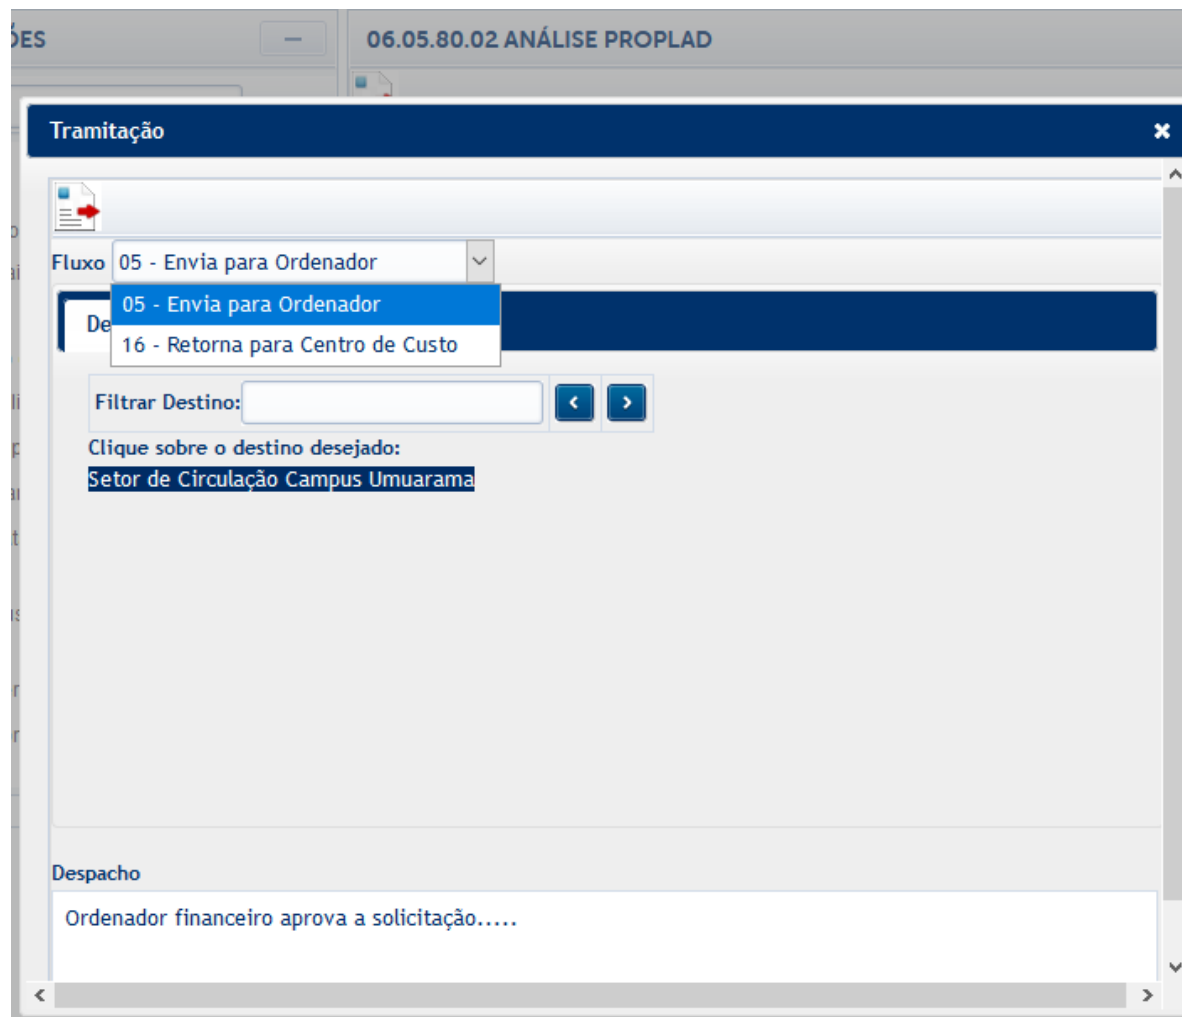 06.05.80.02 ANÁLISE PROPLAD
Tramitação
Fluxo 05 - Envia para Ordenador
05 - Envia para Ordenador
De
16 - Retorna para Centro de Custo
Filtrar Destino:
Clique sobre o destino desejado:
Setor de Circulação Campus Umuarama
Despacho
Ordenador financeiro aprova a solicitação.....